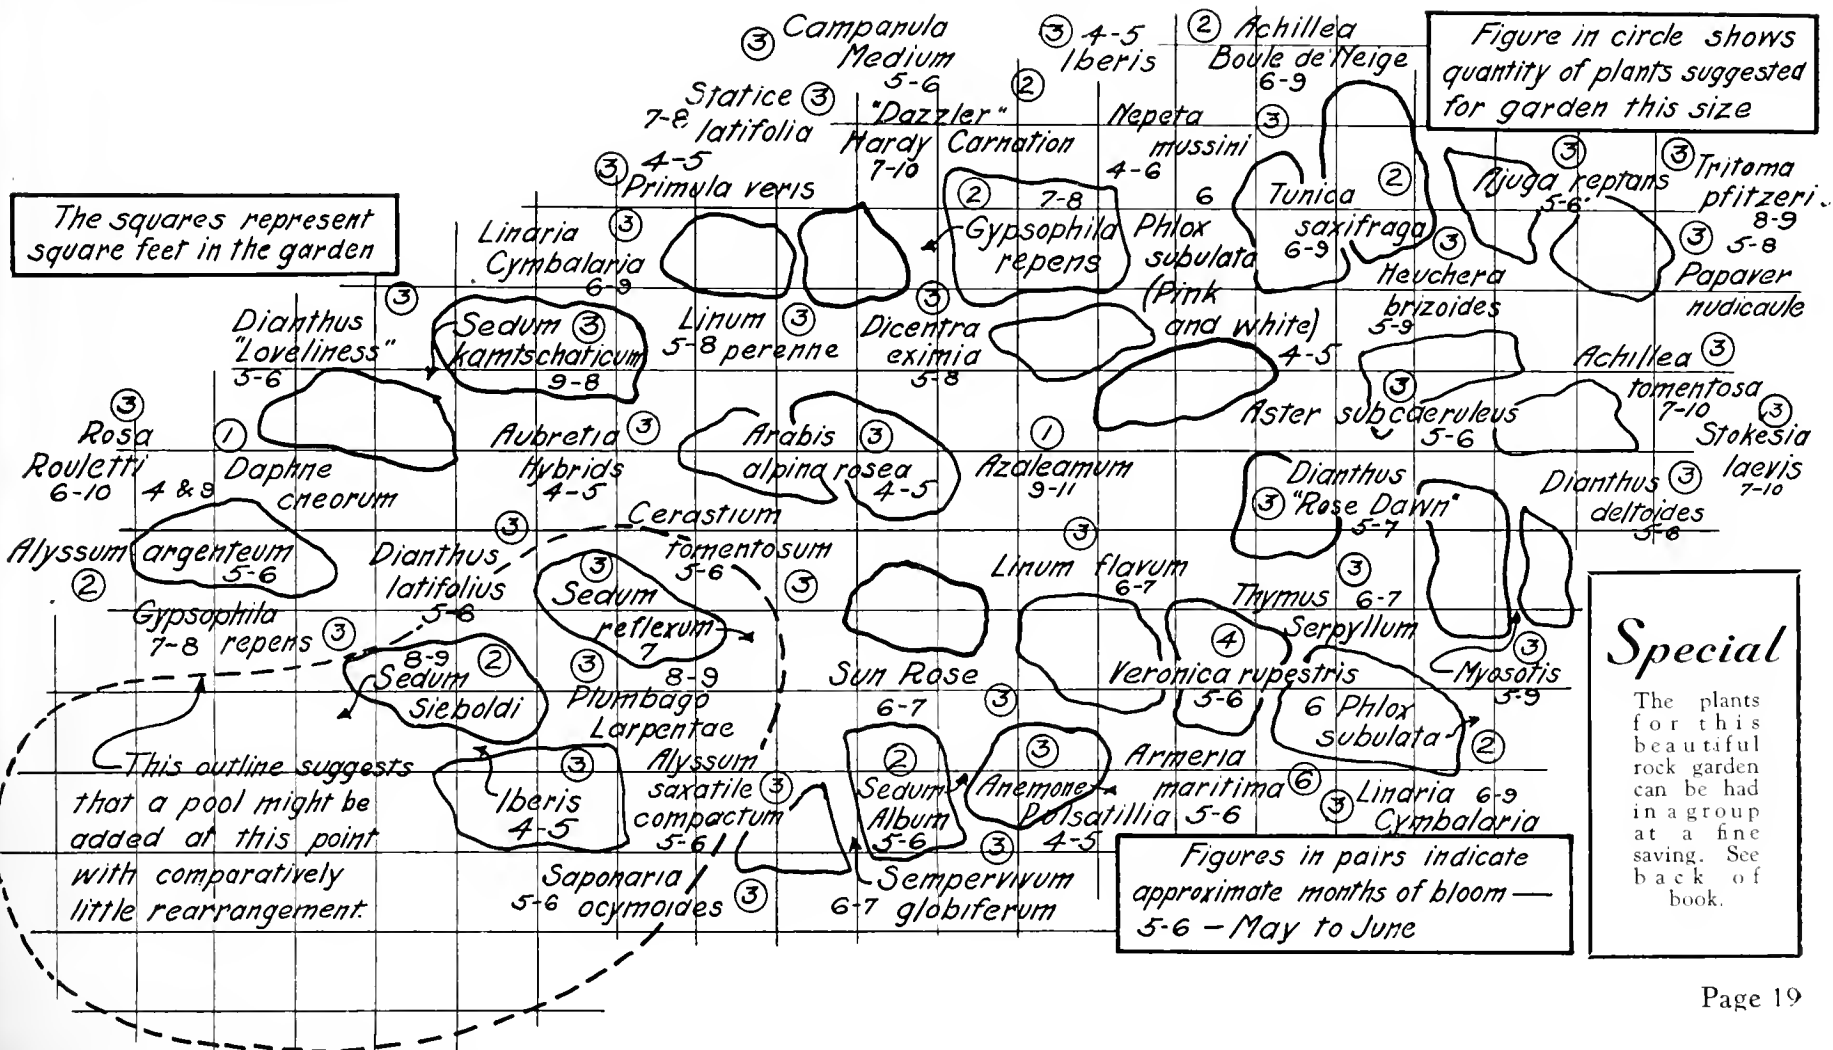 Figure in circle shows
quantity of plants suggested
for garden this size
The squares represent
square feet in the garden
3 Campanula
Medium
5-6
3 4-5
Iberis
2 Achillea
Boule de Neige
6-9
Statice 3
7-8 latifolia
2
"Dazzler"
Hardy Carnation
7-10
Nepeta 3
mussini
4-6
3 4-5
Primula veris
Linaria 3
Cymbalaria
6-9
2 7-8
Gypsophila
repens
6
Phlox
subulata
(Pink
and white)
4-5
Tunica 2
saxifraga
6-9
3
Ajuga reptans
5-6
3 Tritoma
pfitzeri
8-9
3 5-8
Papaver
nudicaule
3
Heuchera
brizoides
5-9
3
Dianthus
"Loveliness"
5-6
Sedum 3
kamtschaticum
9-8
Linum 3
5-8 perenne
3
Dicentra
eximia
5-8
Achillea 3
tomentosa
7-10
3
Aster subcaeruleus
5-6
3
Stokesia
laevis
7-10
3
Rosa
Rouletti
6-10
1
Daphne
4 & 9 cneorum
Aubretia 3
Hybrids
4-5
Arabis 3
alpina rosea
4-5
1
Azaleamum
9-11
Dianthus
3 "Rose Dawn"
5-7
Dianthus 3
deltoides
5-8
Alyssum argenteum
2 5-6
3
Dianthus
latifolius
5-8
Cerastium
tomentosum
5-6 3
3
Sedum
reflexum
7
3
Linum flavum
6-7
3
Thymus 6-7
Serpyllum
Gypsophila
7-8 repens 3
8-9 2
Sedum
Sieboldi
3 8-9
Plumbago
Larpentae
Sun Rose
6-7 3
4
Veronica rupestris
5-6
3
Myosotis
5-9
6 Phlox
subulata
2
This outline suggests
that a pool might be
added at this point
with comparatively
little rearrangement.
3
Iberis
4-5
Alyssum
saxatile 3
compactum
5-6
2
Sedum
Album
5-6
3
Anemone
Pulsatillia
4-5
Armeria
maritima 6
5-6
3 Linaria 6-9
Cymbalaria
Saponaria
5-6 ocymoides 3
3
Sempervivum
6-7 globiferum
Figures in pairs indicate
approximate months of bloom —
5-6 — May to June
Special
The plants
for this
beautiful
rock garden
can be had
in a group
at a fine
saving. See
back of
book.
Page 19